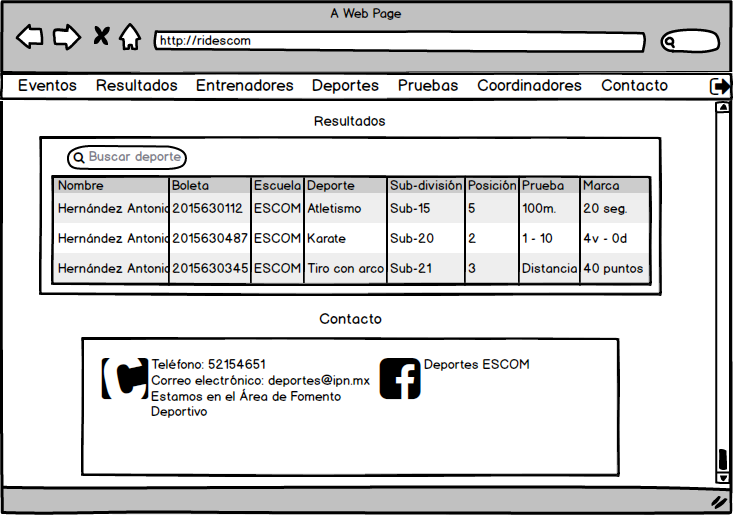 A Web Page
http://ridescom
Eventos Resultados Entrenadores Deportes Pruebas Coordinadores Contacto
Resultados
Buscar deporte
Nombre Boleta Escuela Deporte Sub-división Posición Prueba Marca
Hernández Antonio 2015630112 ESCOM Atletismo Sub-15 5 100m. 20 seg.
Hernández Antonio 2015630487 ESCOM Karate Sub-20 2 1 - 10 4v - 0d
Hernández Antonio 2015630345 ESCOM Tiro con arco Sub-21 3 Distancia 40 puntos
Contacto
Teléfono: 52154651
Correo electrónico: deportes@ipn.mx
Estamos en el Área de Fomento
Deportivo
Deportes ESCOM